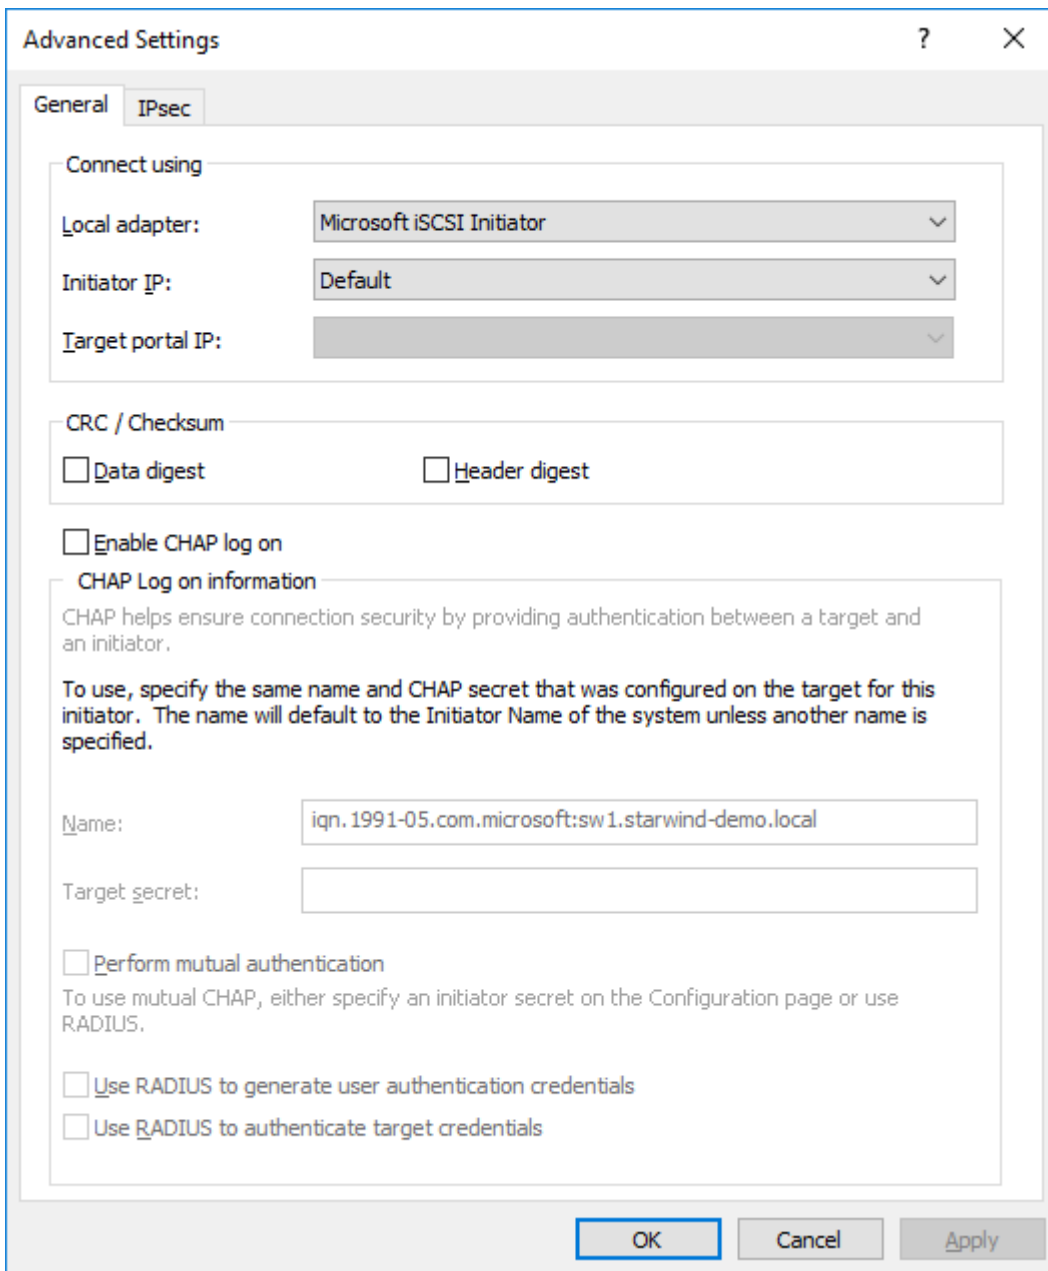 Advanced Settings
?
General
IPsec
Connect using
Local adapter:
Microsoft iSCSI Initiator
Initiator IP:
Default
Target portal IP:
CRC / Checksum
Data digest
Header digest
Enable CHAP log on
CHAP Log on information
CHAP helps ensure connection security by providing authentication between a target and
an initiator.
To use, specify the same name and CHAP secret that was configured on the target for this
initiator.  The name will default to the Initiator Name of the system unless another name is
specified.
Name:
iqn.1991-05.com.microsoft:sw1.starwind-demo.local
Target secret:
Perform mutual authentication
To use mutual CHAP, either specify an initiator secret on the Configuration page or use
RADIUS.
Use RADIUS to generate user authentication credentials
Use RADIUS to authenticate target credentials
OK
Cancel
Apply